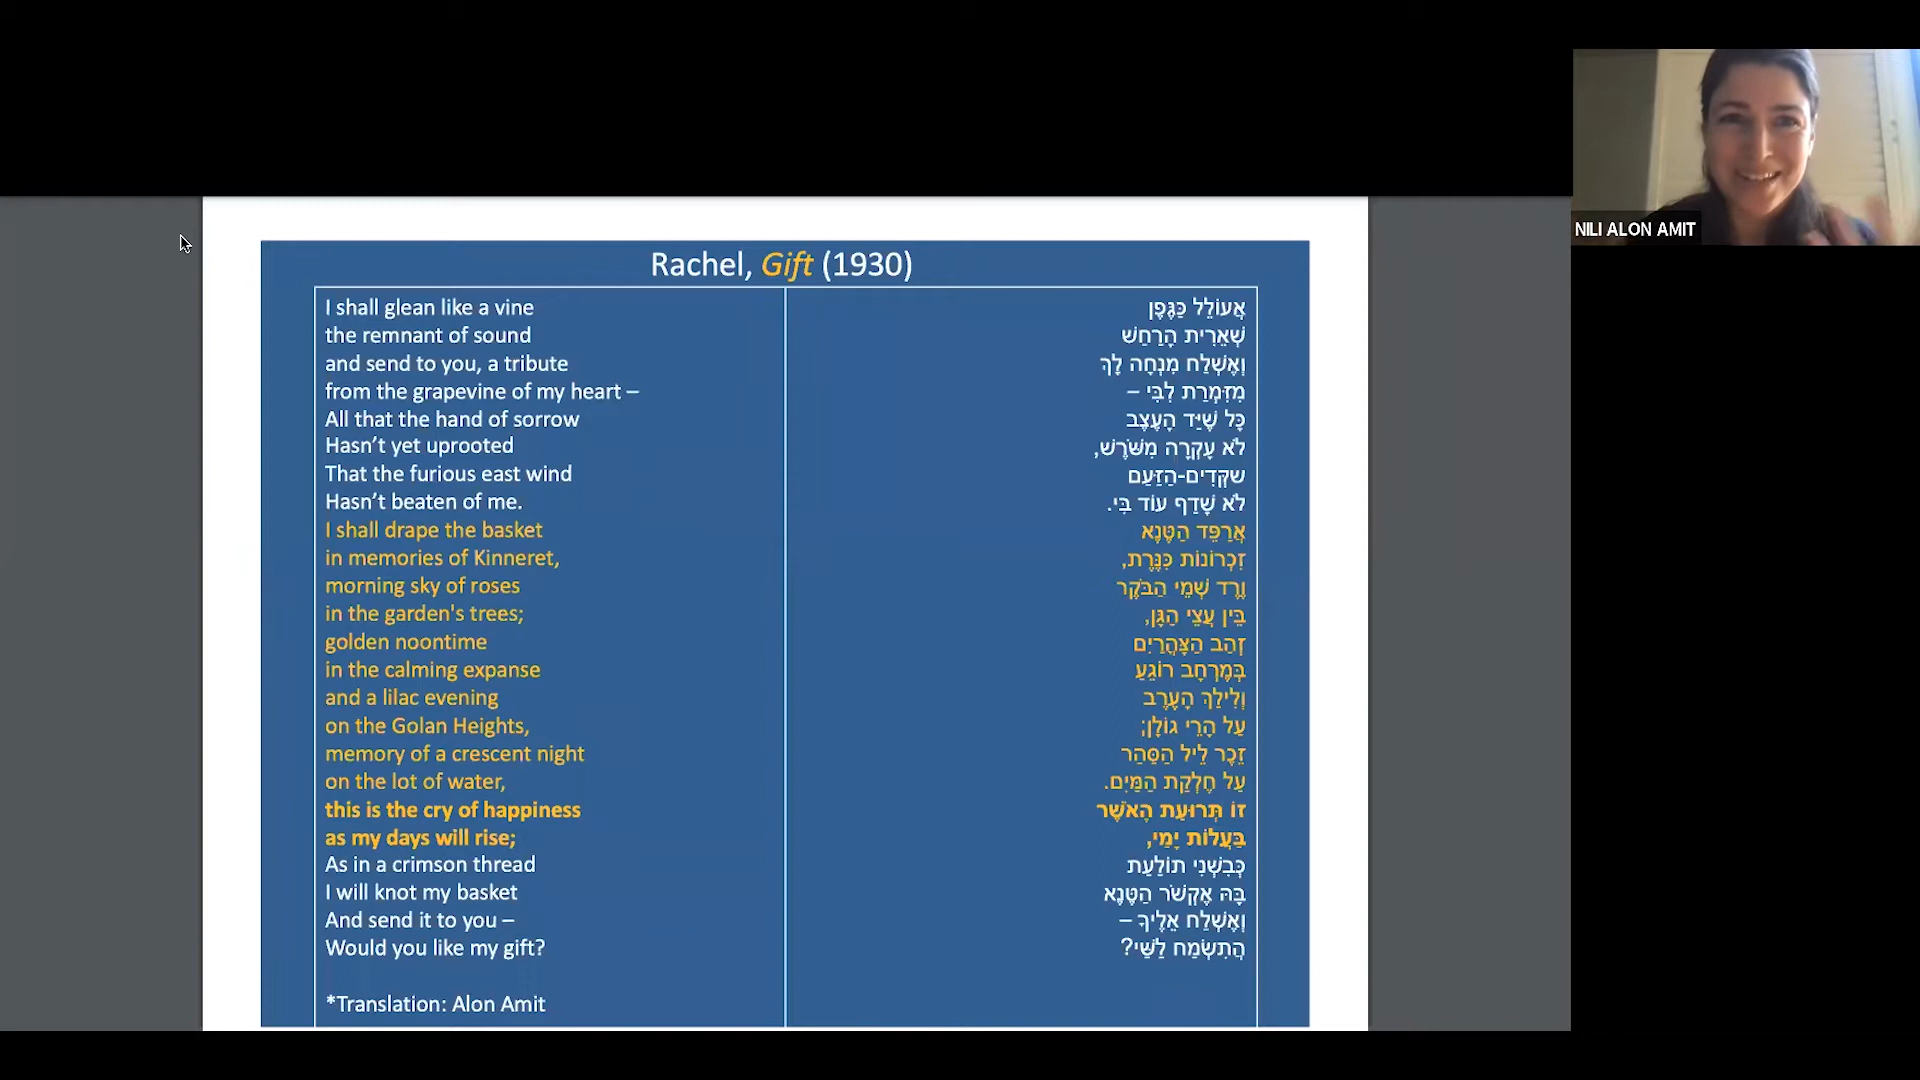 NILI ALON AMIT
Rachel, Gift (1930)
I shall glean like a vine
the remnant of sound
and send to you, a tribute
from the grapevine of my heart –
All that the hand of sorrow
Hasn’t yet uprooted
That the furious east wind
Hasn’t beaten of me.
I shall drape the basket
in memories of Kinneret,
morning sky of roses
in the garden's trees;
golden noontime
in the calming expanse
and a lilac evening
on the Golan Heights,
memory of a crescent night
on the lot of water,
this is the cry of happiness
as my days will rise;
As in a crimson thread
I will knot my basket
And send it to you –
Would you like my gift?
*Translation: Alon Amit
אֲעוֹלֵל כַּגֶּפֶן
שְׁאֵרִית הָרַחַשׁ
וְאֶשְׁלַח מִנְחָה לָךְ
מִזִּמְרַת לִבִּי –
כָּל שֶׁיַּד הָעֶצֶב
לֹא עָקְרָה מִשֹּׁרֶשׁ,
שקְּדִים-הַזַּעַם
לֹא שָׁדַף עוֹד בִּי.
אֲרַפֵּד הַטֶּנֶא
זִכְרוֹנוֹת כִּנֶּרֶת,
וֶרֶד שְׁמֵי הַבֹּקֶר
בֵּין עֲצֵי הַגָּן,
זְהַב הַצָּהֳרַיִם
בְּמֶרְחָב רוֹגֵעַ
וְלִילַךְ הָעֶרֶב
עַל הָרֵי גוֹלָן;
זֵכֶר לֵיל הַסַּהַר
עַל חֶלְקַת הַמַּיִם.
זוֹ תְּרוּעַת הָאֹשֶׁר
בַּעֲלוֹת יָמַי,
כְּבִשְׁנִי תוֹלַעַת
בָּהּ אֶקְשֹׁר הַטֶּנֶא
וְאֶשְׁלַח אֵלֶיךָ –
הֲתִשְׂמַח לַשַּׁי?